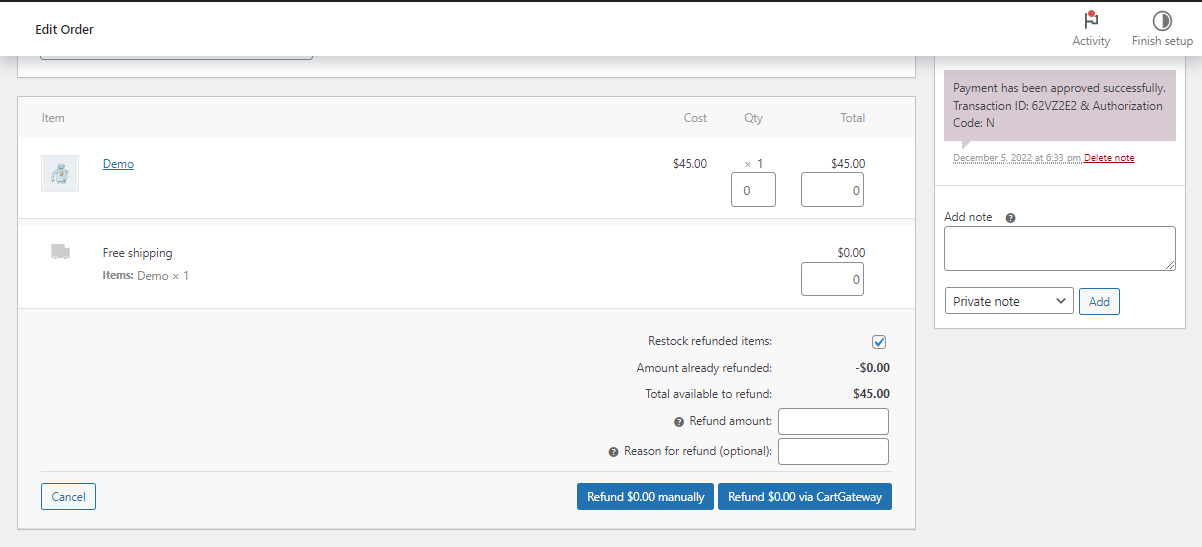 Edit Order
Activity
Finish setup
Item
Cost
Qty
Total
Demo
$45.00
× 1
$45.00
0
0
Free shipping
$0.00
Items: Demo × 1
0
Restock refunded items:
Amount already refunded:
-$0.00
Total available to refund:
$45.00
Refund amount:
Reason for refund (optional):
Cancel
Refund $0.00 manually
Refund $0.00 via CartGateway
Payment has been approved successfully.
Transaction ID: 62VZ2E2 & Authorization
Code: N
December 5, 2022 at 6:33 pm Delete note
Add note
Private note
Add